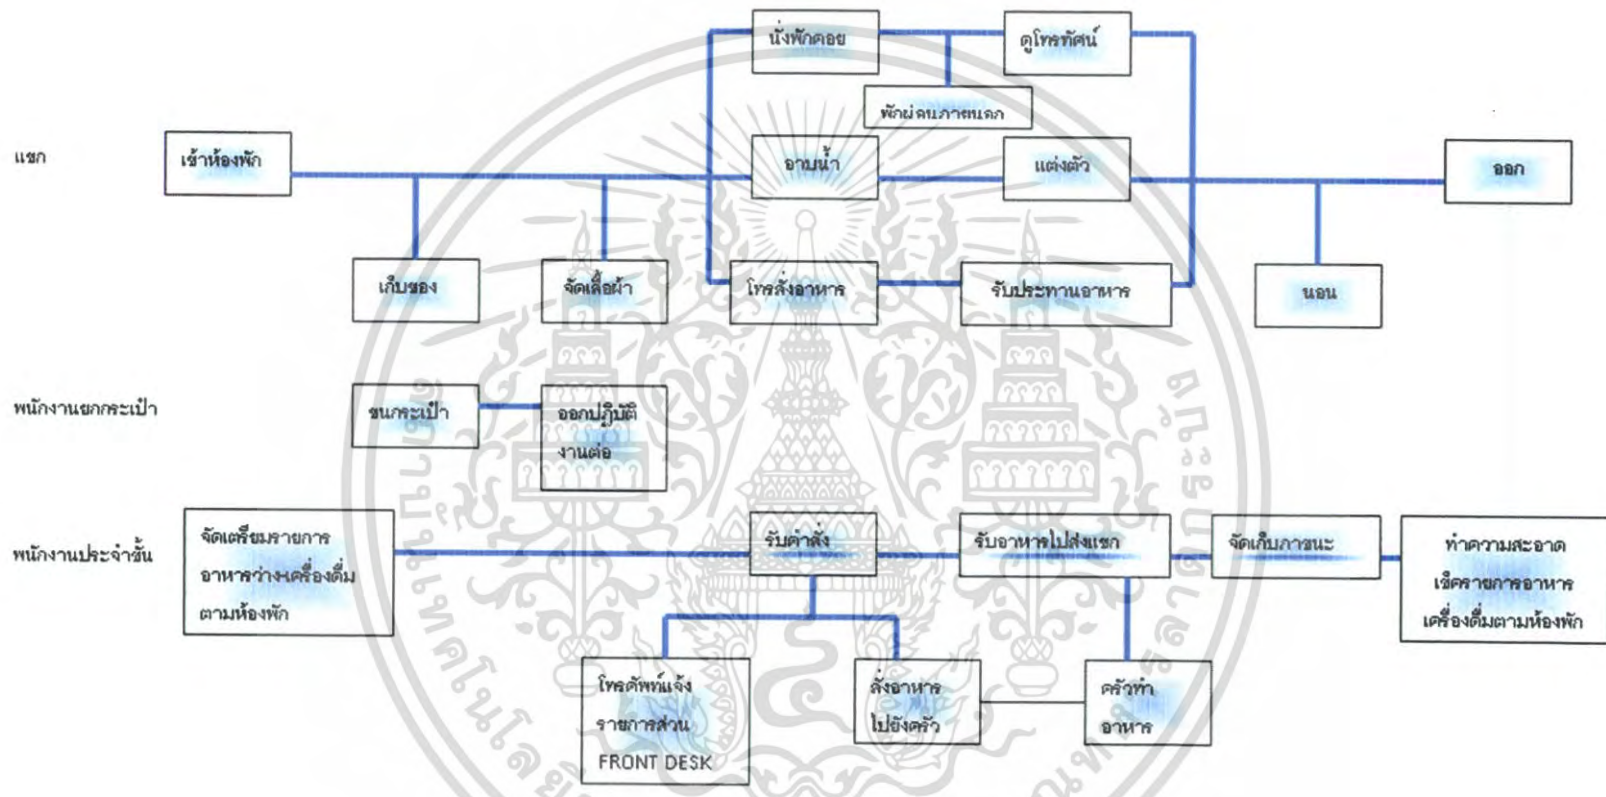 นั่งพักคอย
ดูโทรทัศน์
พักผ่อนภายนอก
แขก
เข้าห้องพัก
อาบน้ำ
แต่งตัว
ออก
เก็บของ
จัดเสื้อผ้า
โทรสั่งอาหาร
รับประทานอาหาร
นอน
พนักงานยกกระเป๋า
ขนกระเป๋า
ออกปฏิบัติ
งานต่อ
พนักงานประจำชั้น
จัดเตรียมรายการ
อาหารว่าง+เครื่องดื่ม
ตามห้องพัก
รับคำสั่ง
รับอาหารไปส่งแขก
จัดเก็บภาชนะ
ทำความสะอาด
เช็ครายการอาหาร
เครื่องดื่มตามห้องพัก
โทรศัพท์แจ้ง
รายการส่วน
FRONT DESK
สั่งอาหาร
ไปยังครัว
ครัวทำ
อาหาร